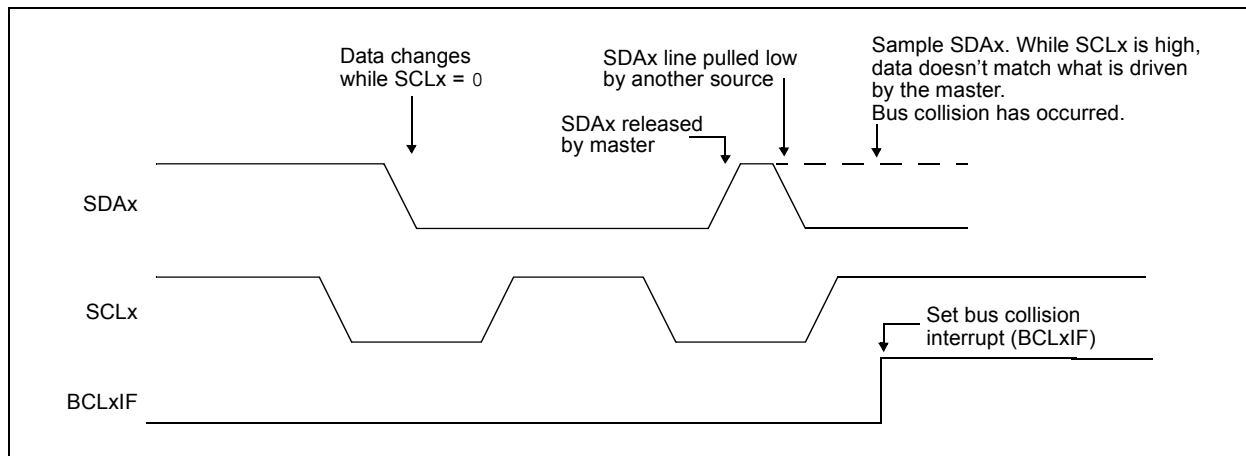 Data changes
while SCLx = 0
SDAx line pulled low
by another source
SDAx released
by master
Sample SDAx. While SCLx is high,
data doesn’t match what is driven
by the master.
Bus collision has occurred.
SDAx
SCLx
Set bus collision
interrupt (BCLxIF)
BCLxIF